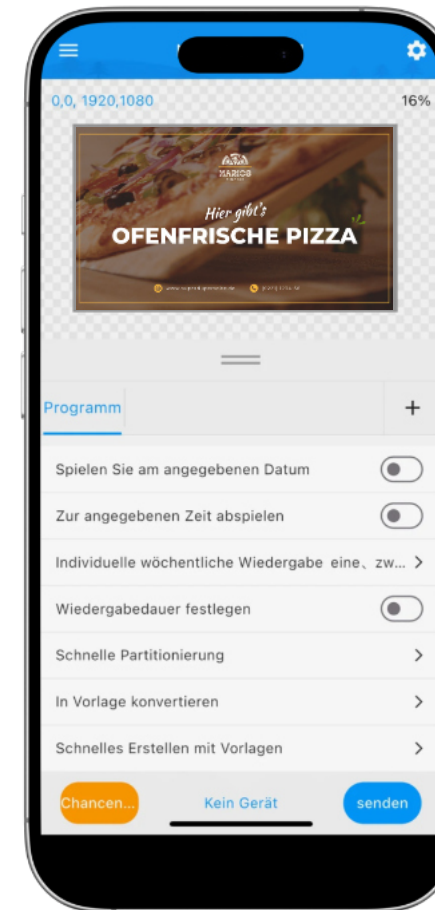 0,0, 1920,1080
16%
MARIOS
Hier gibt's
OFENFRISCHE PIZZA
Programm
+
Spielen Sie am angegebenen Datum
Zur angegebenen Zeit abspielen
Individuelle wöchentliche Wiedergabe eine、zw...
Wiedergabedauer festlegen
Schnelle Partitionierung
In Vorlage konvertieren
Schnelles Erstellen mit Vorlagen
Chancen...
Kein Gerät
senden